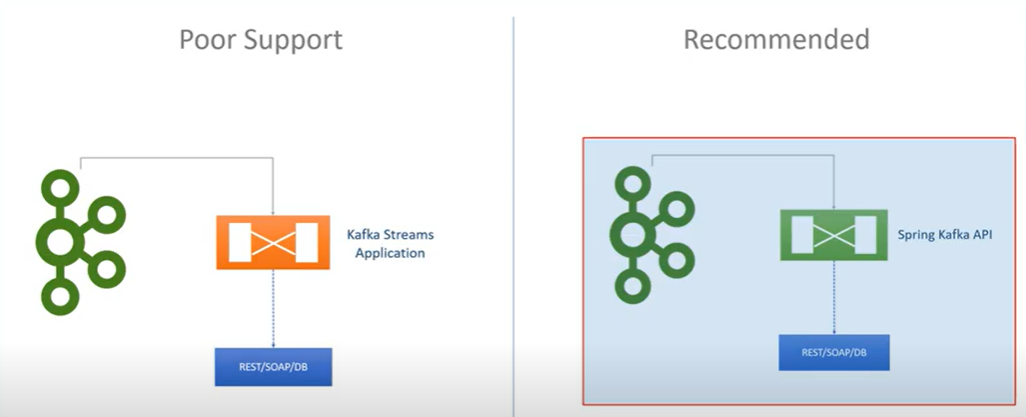 Poor Support
Recommended
Kafka Streams
Application
REST/SOAP/DB
Spring Kafka API
REST/SOAP/DB